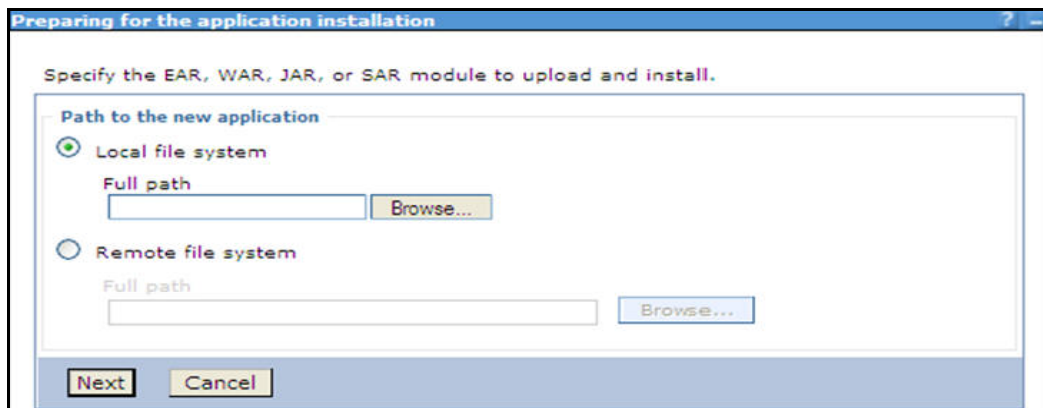 Preparing for the application installation ? –
Specify the EAR, WAR, JAR, or SAR module to upload and install.
Path to the new application
Local file system
Full path
Browse...
Remote file system
Full path
Browse...
Next Cancel